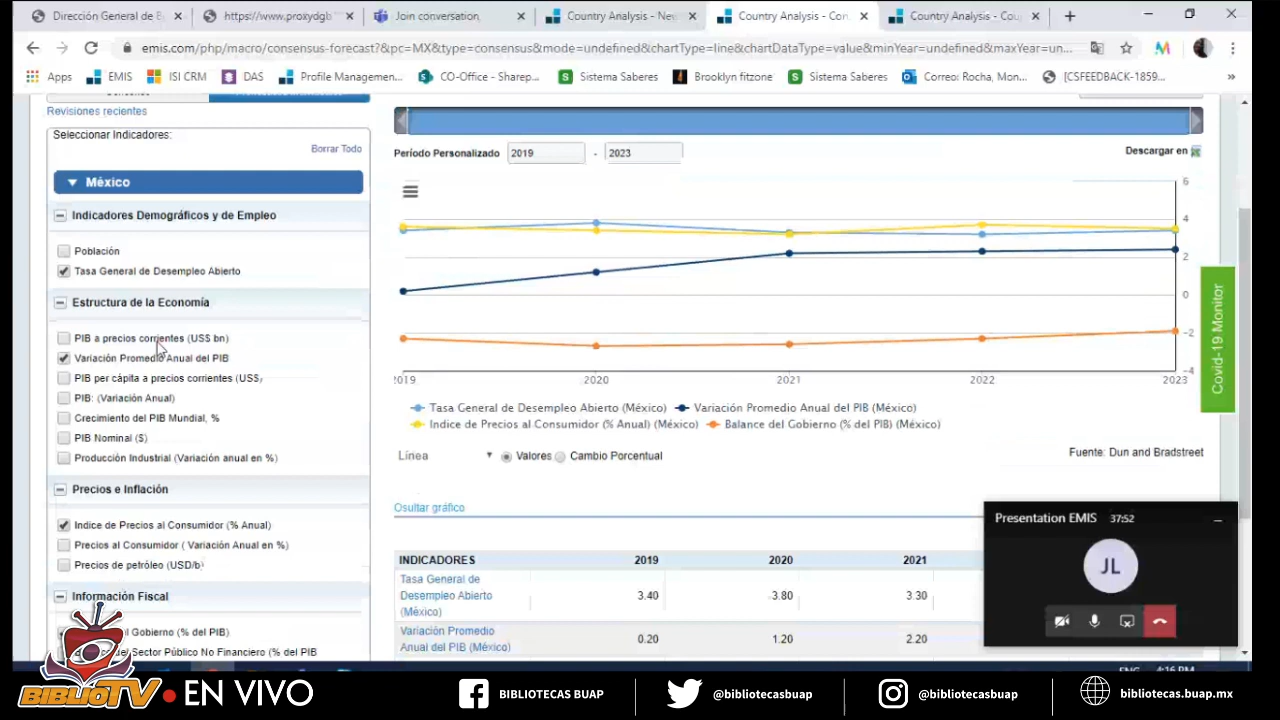 Dirección General de B
https://www.proxydgb
Join conversation
Country Analysis - New
Country Analysis - Con
Country Analysis - Cou
emis.com/php/macro/consensus-forecast?&pc=MX&type=consensus&mode=undefined&chartType=line&chartDataType=value&minYear=undefined&maxYear=un...
Apps
EMIS
ISI CRM
DAS
Profile Managemen...
CO-Office - Sharep...
Sistema Saberes
Brooklyn fitzone
Sistema Saberes
Correo: Rocha, Mon...
[CSFEEDBACK-1859...
»
Revisiones recientes
Seleccionar Indicadores:
Borrar Todo
México
Indicadores Demográficos y de Empleo
Población
Tasa General de Desempleo Abierto
Estructura de la Economía
PIB a precios corrientes (US$ bn)
Variación Promedio Anual del PIB
PIB per cápita a precios corrientes (US$,
PIB: (Variación Anual)
Crecimiento del PIB Mundial, %
PIB Nominal ($)
Producción Industrial (Variación anual en %)
Precios e Inflación
Indice de Precios al Consumidor (% Anual)
Precios al Consumidor ( Variación Anual en %)
Precios de petróleo (USD/b)
Información Fiscal
l Gobierno (% del PIB)
del Sector Público No Financiero (% del PIB
Período Personalizado 2019 - 2023
Descargar en
6
4
2
0
-2
-4
2019 2020 2021 2022 2023
Tasa General de Desempleo Abierto (México)
Variación Promedio Anual del PIB (México)
Indice de Precios al Consumidor (% Anual) (México)
Balance del Gobierno (% del PIB) (México)
Línea
Valores
Cambio Porcentual
Fuente: Dun and Bradstreet
Osultar gráfico
INDICADORES 2019 2020 2021
Tasa General de
Desempleo Abierto 3.40 3.80 3.30
(México)
Variación Promedio
Anual del PIB (México) 0.20 1.20 2.20
Covid-19 Monitor
Presentation EMIS 37:52
JL
ENG 4:16 PM
BIBLIOTV
EN VIVO
BIBLIOTECAS BUAP
@bibliotecasbuap
@bibliotecasbuap
bibliotecas.buap.mx